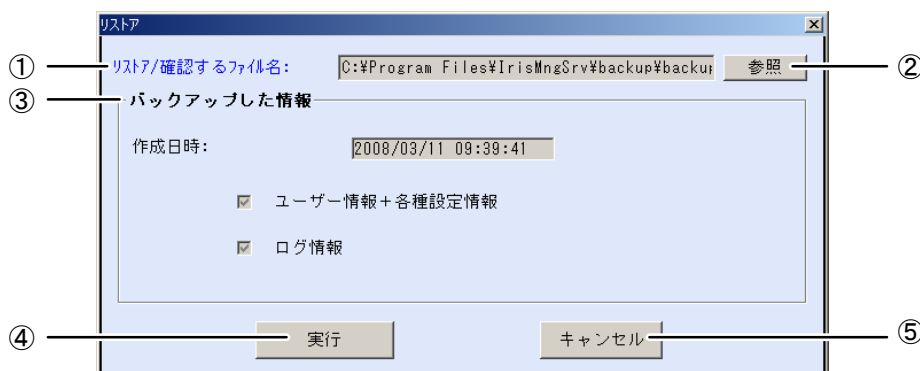 リストア
① リストア/確認するファイル名: C:¥Program Files¥IrisMngSrv¥backup¥backup 参照 ②
③ バックアップした情報
作成日時: 2008/03/11 09:39:41
ユーザー情報+各種設定情報
ログ情報
④ 実行 キャンセル ⑤